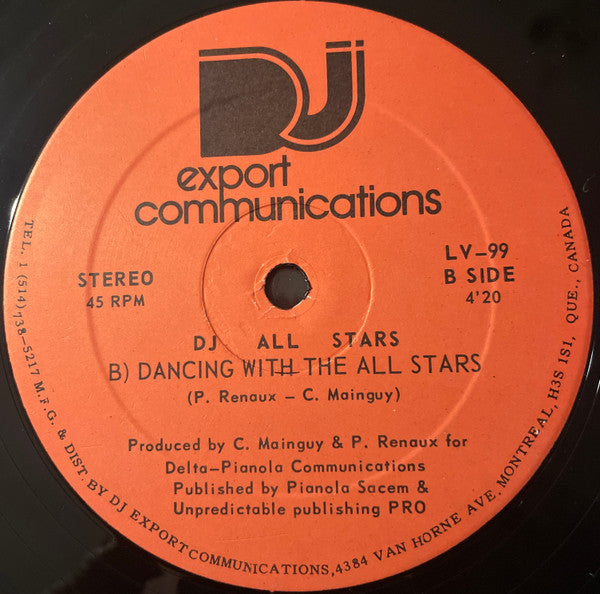 DJ
export
communications
STEREO
45 RPM
LV-99
B SIDE
4'20
DJ ALL STARS
B) DANCING WITH THE ALL STARS
(P. Renaux - C. Mainguy)
Produced by C. Mainguy & P. Renaux for
Delta-Pianola Communications
Published by Pianola Sacem &
Unpredictable publishing PRO
TEL. 1 (514)738-5217 M.F.G. & DIST. BY DJ EXPORT COMMUNICATIONS, 4384 VAN HORNE AVE. MONTREAL, H3S 1S1, QUE., CANADA